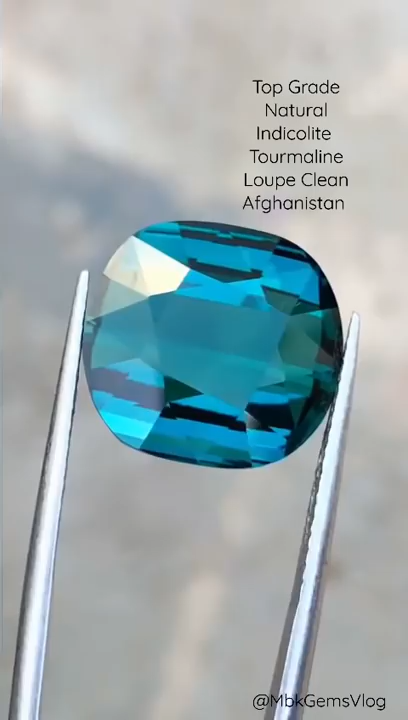 Top Grade
Natural
Indicolite
Tourmaline
Loupe Clean
Afghanistan
@MbkGemsVlog